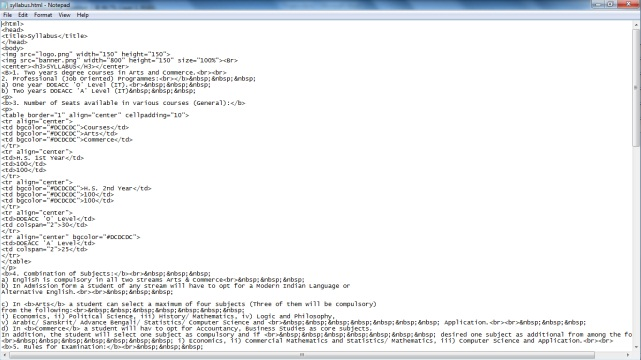 syllabus.html - Notepad
File Edit Format View Help
<html>
<head>
<title>Syllabus</title>
</head>
<body>
<img src="logo.png" width="150" height="150">
<img src="banner.png" width="800" height="150" size="100%"><Br>
<center><h3>SYLLABUS</H3></center>
<B>1. Two years degree courses in Arts and Commerce.<br><br>
2. Professional (Job Oriented) Programmes:<br></b>&nbsp;&nbsp;&nbsp;
a) One year DOEACC 'O' Level (IT).<br>&nbsp;&nbsp;&nbsp;
b) Two years DOEACC 'A' Level (IT)&nbsp;&nbsp;&nbsp;
<p>
<b>3. Number of Seats available in various courses (General):</b>
<p>
<table border="1" align="center" cellpadding="10">
<tr align="center">
<td bgcolor="#DCDCDC">Courses</td>
<td bgcolor="#DCDCDC">Arts</td>
<td bgcolor="#DCDCDC">Commerce</td>
</tr>
<tr align="center">
<td>H.S. 1st Year</td>
<td>100</td>
<td>100</td>
</tr>
<tr align="center">
<td bgcolor="#DCDCDC">H.S. 2nd Year</td>
<td bgcolor="#DCDCDC">100</td>
<td bgcolor="#DCDCDC">100</td>
</tr>
<tr align="center">
<td>DOEACC 'O' Level</td>
<td colspan="2">30</td>
</tr>
<tr align="center" bgcolor="#DCDCDC">
<td>DOEACC 'A' Level</td>
<td colspan="2">25</td>
</tr>
</table>
</p>
<b>4. Combination of Subjects:</b><br>&nbsp;&nbsp;&nbsp;
a) English is compulsory in all two streams Arts & Commerce<br>&nbsp;&nbsp;&nbsp;
b) In Admission form a student of any stream will have to opt for a Modern Indian Language or
Alternative English.<br><br>&nbsp;&nbsp;&nbsp;
c) In <b>Arts</b> a student can select a maximum of four subjects (Three of them will be compulsory)
from the following:<br>&nbsp;&nbsp;&nbsp;&nbsp;&nbsp;
i) Economics, ii) Political Science, iii) History/ Mathematics, iv) Logic and Philosophy,
v) Arabic/ Sanskrit/ Advance Bengali/ Statistics/ Computer Science and <br>&nbsp;&nbsp;&nbsp;&nbsp;&nbsp; Application.<br><br>&nbsp;&nbsp;&nbsp;
d) In <b>Commerce</b> a student will hav to opt for Accountancy, Business Studies as core subjects.
In addition, the student will select one subject as compulsory and if <br>&nbsp;&nbsp;&nbsp;&nbsp;&nbsp; desired one subject as additional from among the fo
<br>&nbsp;&nbsp;&nbsp;&nbsp;&nbsp; i) Economics, ii) Commercial Mathematics and Statistics/ Mathematics, iii) Computer Science and Application.<br><br>
<b>5. Rules for Examination:</b><br>&nbsp;&nbsp;&nbsp;